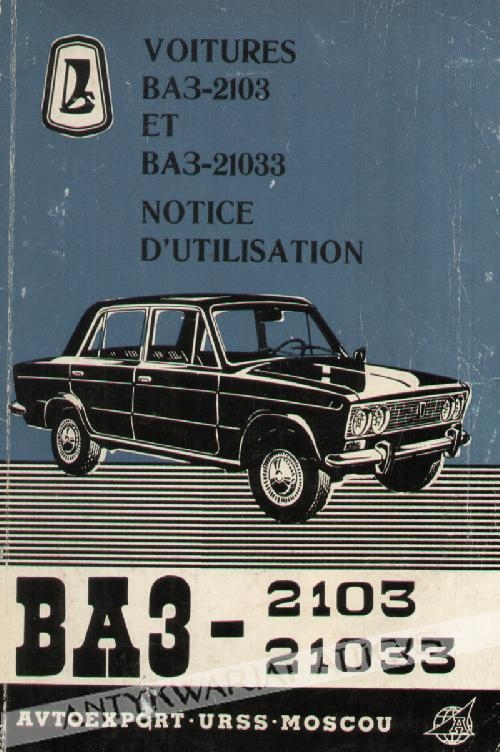 VOITURES
ВАЗ-2103
ET
ВАЗ-21033
NOTICE
D'UTILISATION
ВАЗ-2103
21033
AVTOEXPORT·URSS·MOSCOU